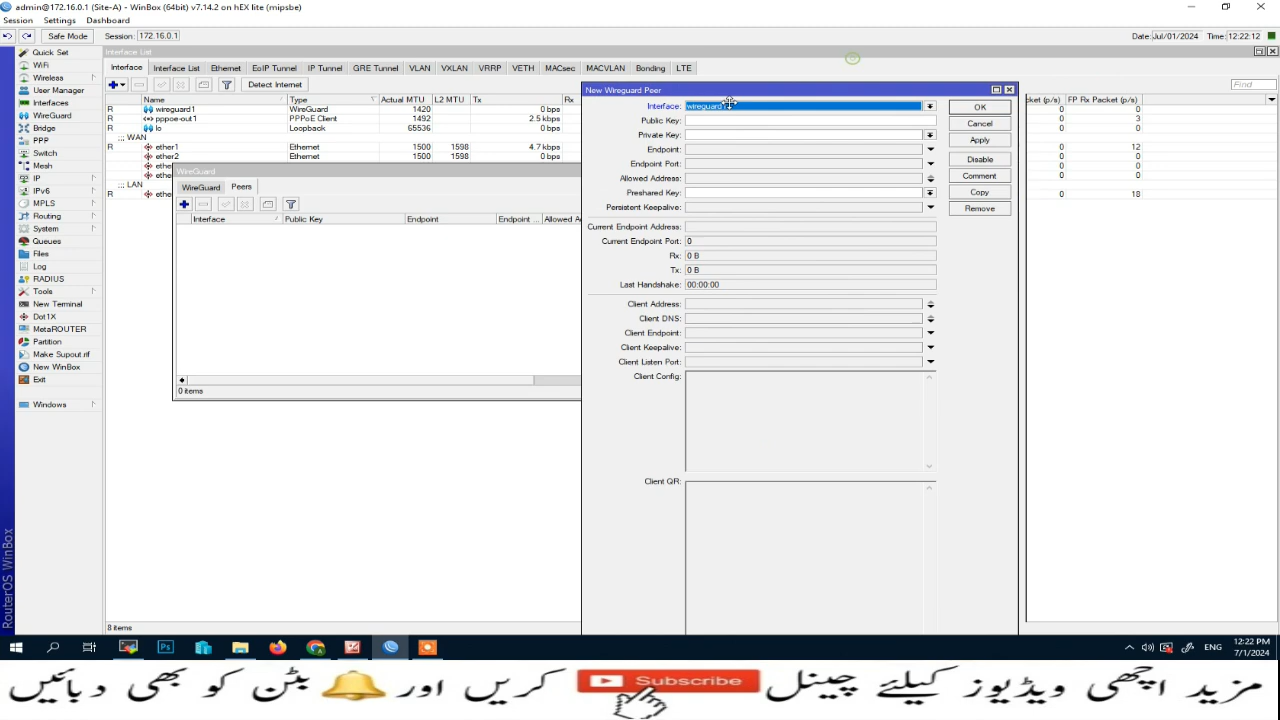 admin@172.16.0.1 (Site-A) - WinBox (64bit) v7.14.2 on hEX lite (mipsbe)
Session Settings Dashboard
Safe Mode Session: 172.16.0.1 Date: Jul/01/2024 Time: 22:22:12
Quick Set
WiFi
Wireless
User Manager
Interfaces
WireGuard
Bridge
PPP
Switch
Mesh
IP
IPv6
MPLS
Routing
System
Queues
Files
Log
RADIUS
Tools
New Terminal
Dot1X
MetaROUTER
Partition
Make Supout.rif
New WinBox
Exit
Windows
RouterOS WinBox
Interface List
Interface Interface List Ethernet EoIP Tunnel IP Tunnel GRE Tunnel VLAN VXLAN VRRP VETH MACsec MACVLAN Bonding LTE
Detect Internet Find
Name Type Actual MTU L2 MTU Tx Rx
R wireguard1 WireGuard 1420 0 bps
R pppoe-out1 PPPoE Client 1492 2.5 kbps
R lo Loopback 65536 0 bps
;;; WAN
R ether1 Ethernet 1500 1598 4.7 kbps
ether2 Ethernet 1500 1598 0 bps
ethe
ethe
;;; LAN
R ethe
cket (p/s) FP Rx Packet (p/s)
0 0
0 3
0 0
0 12
0 0
0 0
0 0
0 18
8 items
WireGuard
WireGuard Peers
Interface Public Key Endpoint Endpoint ... Allowed A
0 items
New Wireguard Peer
Interface: wireguard
Public Key:
Private Key:
Endpoint:
Endpoint Port:
Allowed Address:
Preshared Key:
Persistent Keepalive:
Current Endpoint Address:
Current Endpoint Port: 0
Rx: 0 B
Tx: 0 B
Last Handshake: 00:00:00
Client Address:
Client DNS:
Client Endpoint:
Client Keepalive:
Client Listen Port:
Client Config:
Client QR:
OK
Cancel
Apply
Disable
Comment
Copy
Remove
ENG 12:22 PM
7/1/2024
مزید اچھی ویڈیوز کیلئے چینل Subscribe کریں اور بٹن کو بھی دبائیں